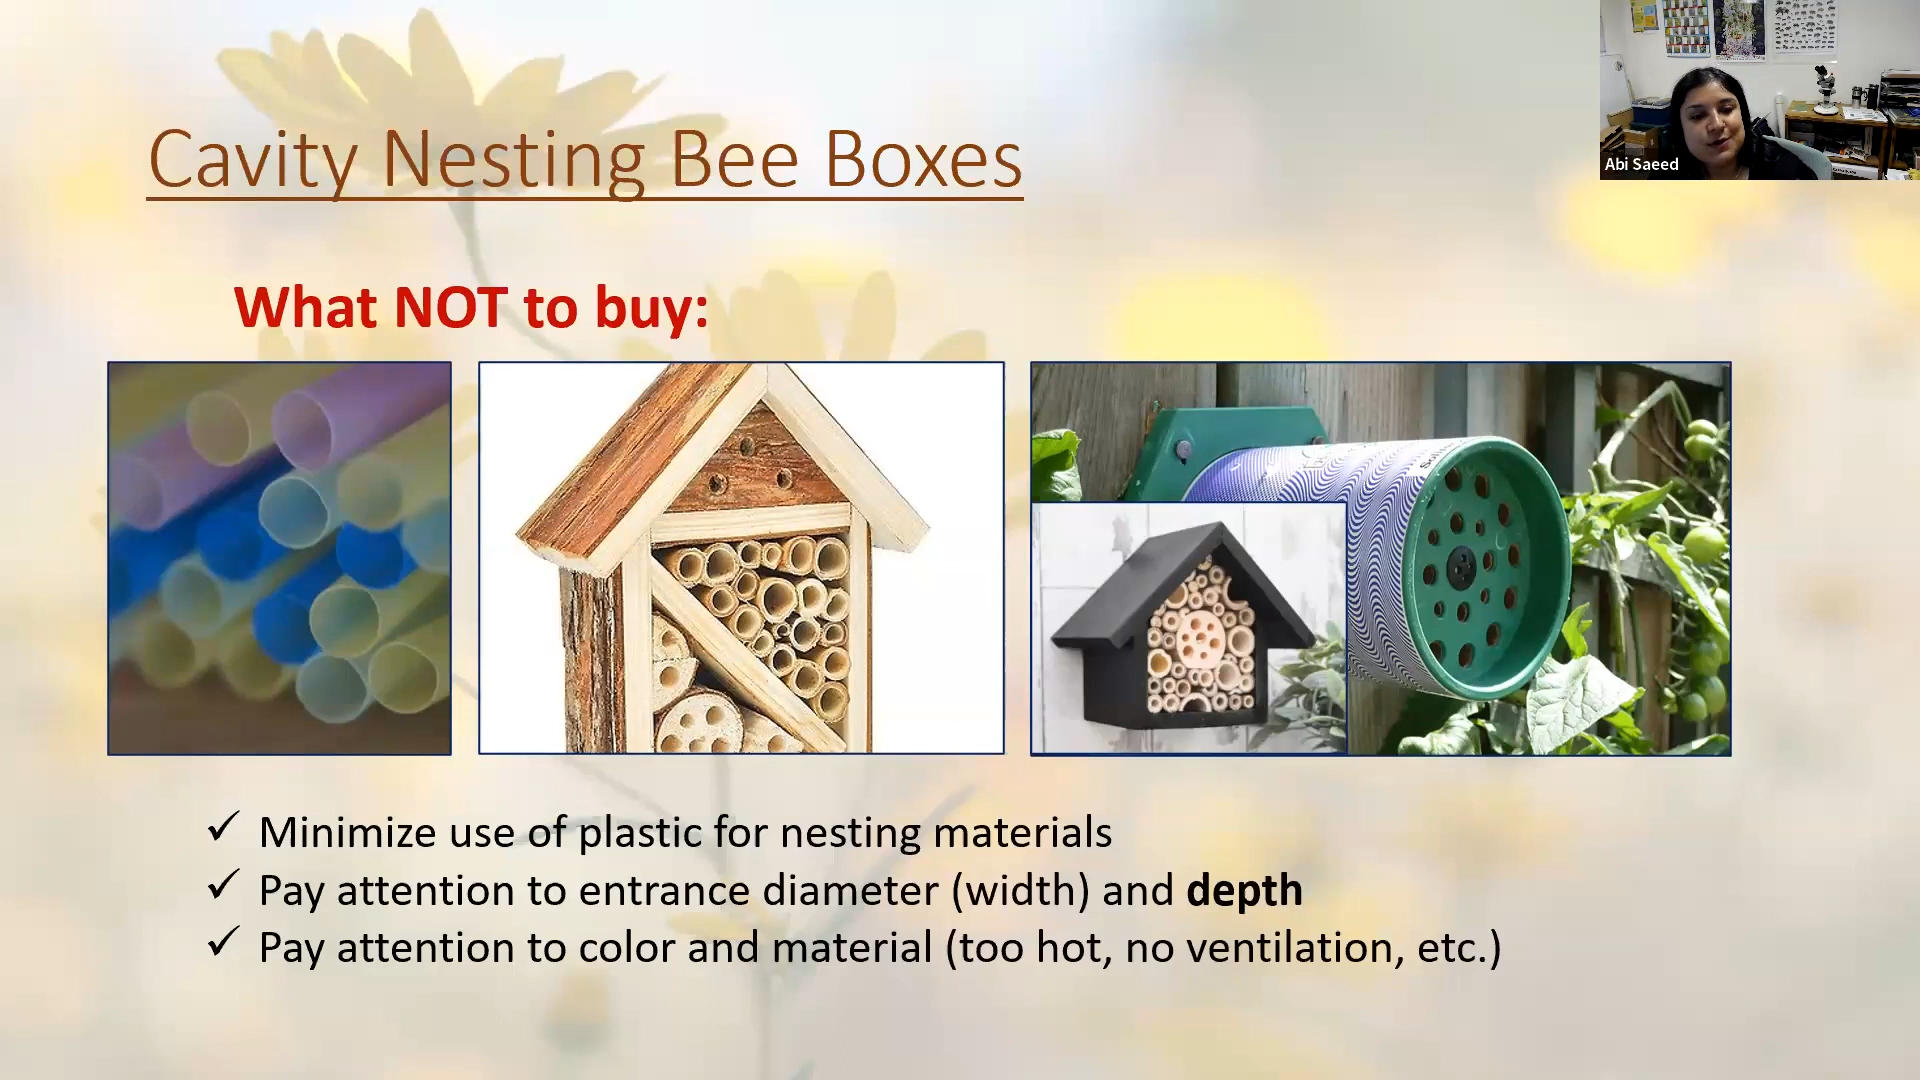 Cavity Nesting Bee Boxes
Abi Saeed
What NOT to buy:
✓ Minimize use of plastic for nesting materials
✓ Pay attention to entrance diameter (width) and depth
✓ Pay attention to color and material (too hot, no ventilation, etc.)